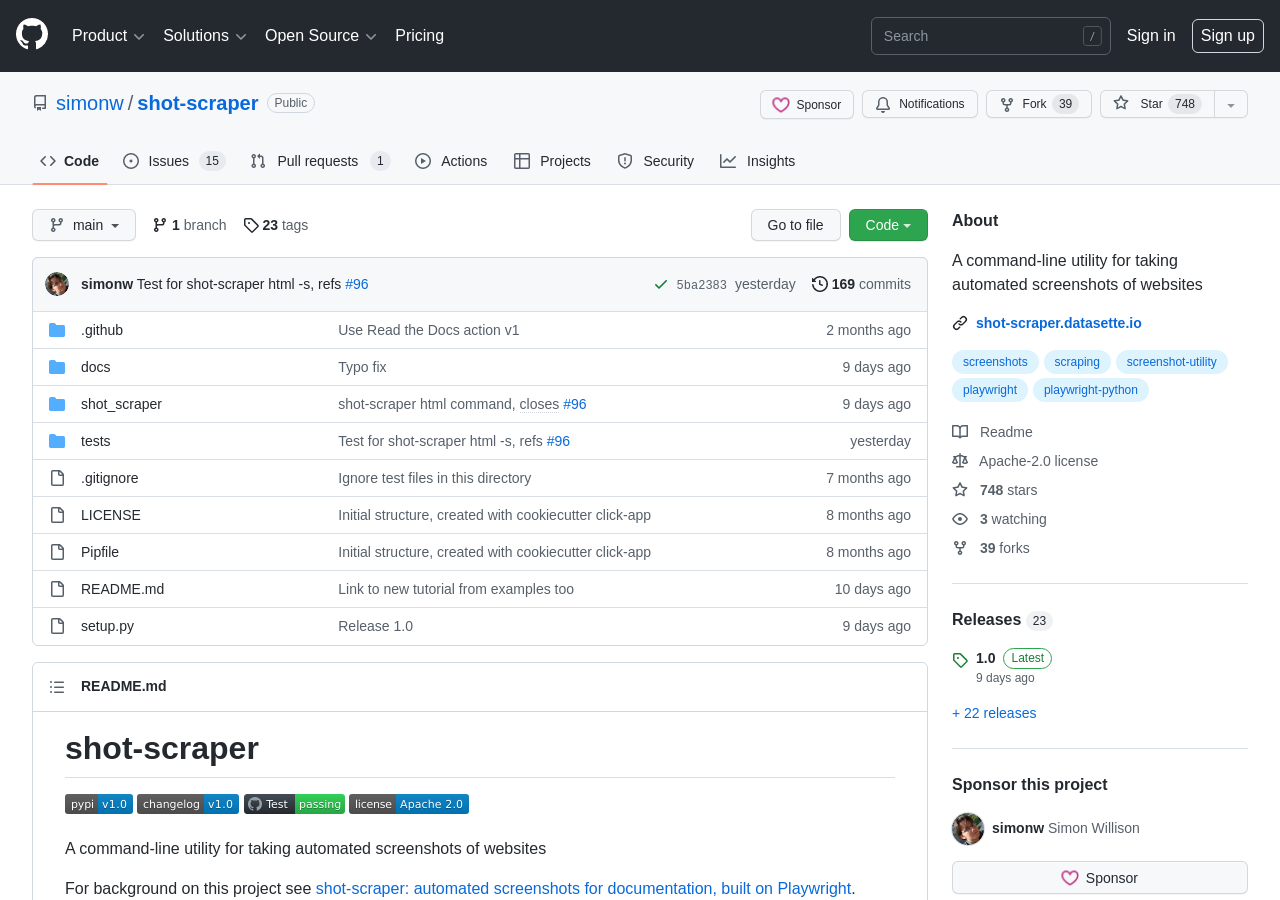 Product Solutions Open Source Pricing Search / Sign in Sign up
simonw / shot-scraper Public Sponsor Notifications Fork 39 Star 748
Code Issues 15 Pull requests 1 Actions Projects Security Insights
main 1 branch 23 tags Go to file Code
simonw Test for shot-scraper html -s, refs #96 5ba2383 yesterday 169 commits
.github Use Read the Docs action v1 2 months ago
docs Typo fix 9 days ago
shot_scraper shot-scraper html command, closes #96 9 days ago
tests Test for shot-scraper html -s, refs #96 yesterday
.gitignore Ignore test files in this directory 7 months ago
LICENSE Initial structure, created with cookiecutter click-app 8 months ago
Pipfile Initial structure, created with cookiecutter click-app 8 months ago
README.md Link to new tutorial from examples too 10 days ago
setup.py Release 1.0 9 days ago
README.md
shot-scraper
pypi v1.0 changelog v1.0 Test passing license Apache 2.0
A command-line utility for taking automated screenshots of websites
For background on this project see shot-scraper: automated screenshots for documentation, built on Playwright.
About
A command-line utility for taking
automated screenshots of websites
shot-scraper.datasette.io
screenshots scraping screenshot-utility
playwright playwright-python
Readme
Apache-2.0 license
748 stars
3 watching
39 forks
Releases 23
1.0 Latest
9 days ago
+ 22 releases
Sponsor this project
simonw Simon Willison
Sponsor